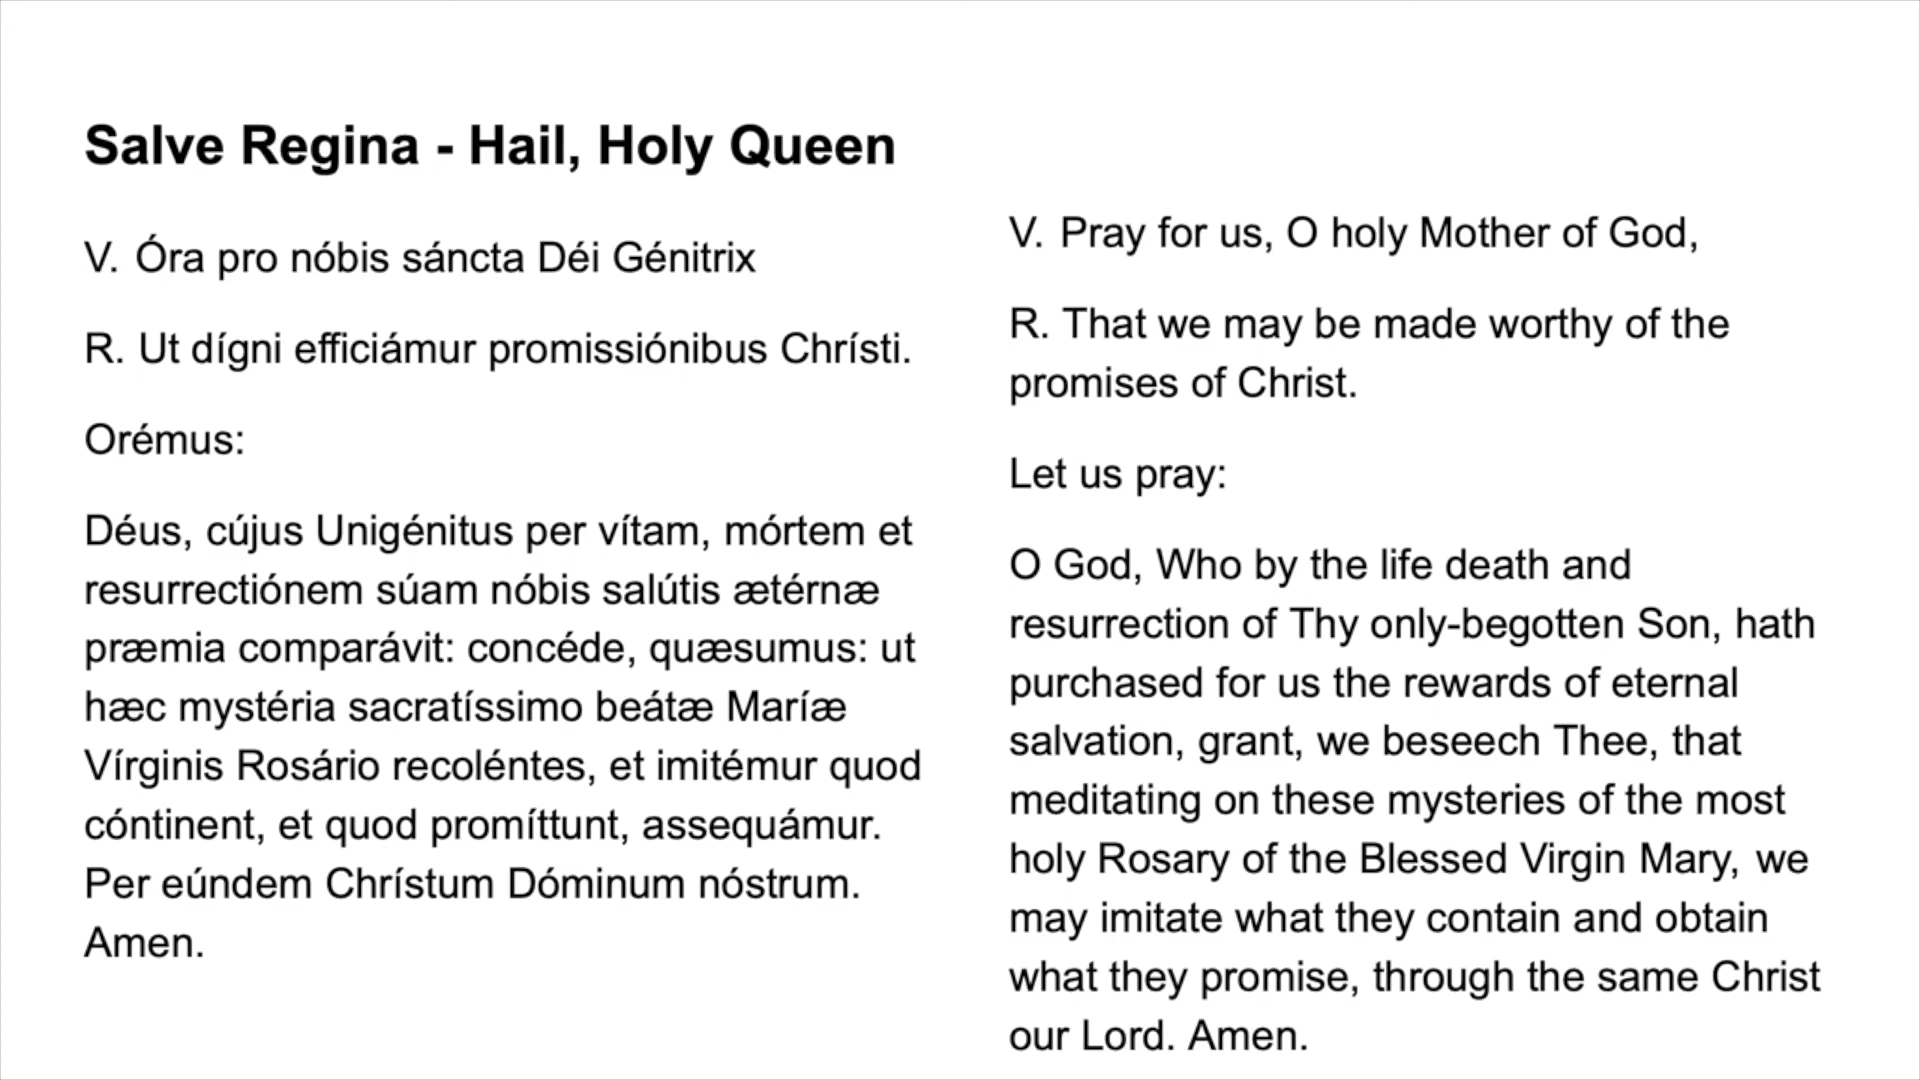 Salve Regina - Hail, Holy Queen
V. Óra pro nóbis sáncta Déi Génitrix
R. Ut dígni efficiámur promissiónibus Chrísti.
Orémus:
Déus, cújus Unigénitus per vítam, mórtem et
resurrectiónem súam nóbis salútis ætérnæ
præmia comparávit: concéde, quæsumus: ut
hæc mystéria sacratíssimo beátæ Maríæ
Vírginis Rosário recoléntes, et imitémur quod
cóntinent, et quod promíttunt, assequámur.
Per eúndem Chrístum Dóminum nóstrum.
Amen.
V. Pray for us, O holy Mother of God,
R. That we may be made worthy of the
promises of Christ.
Let us pray:
O God, Who by the life death and
resurrection of Thy only-begotten Son, hath
purchased for us the rewards of eternal
salvation, grant, we beseech Thee, that
meditating on these mysteries of the most
holy Rosary of the Blessed Virgin Mary, we
may imitate what they contain and obtain
what they promise, through the same Christ
our Lord. Amen.